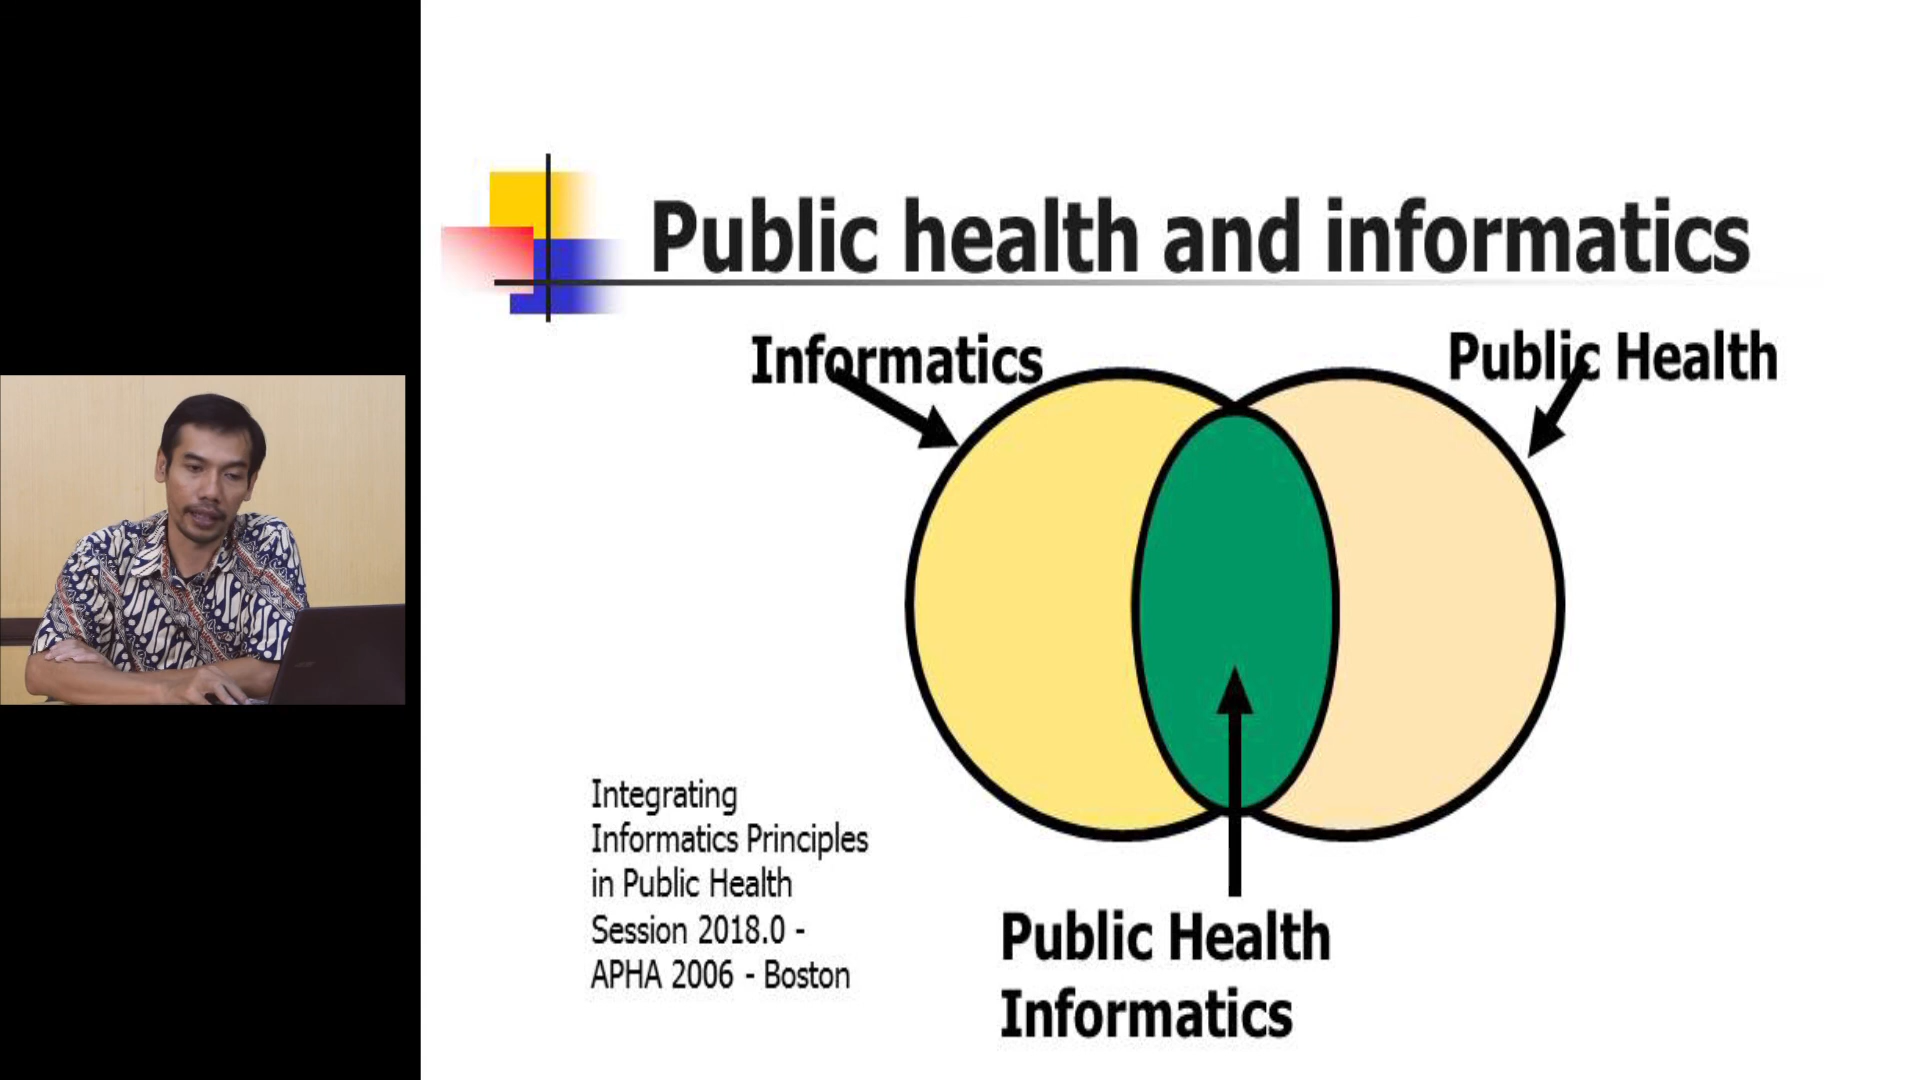 Public health and informatics
Informatics
Public Health
Integrating
Informatics Principles
in Public Health
Session 2018.0 -
APHA 2006 - Boston
Public Health
Informatics